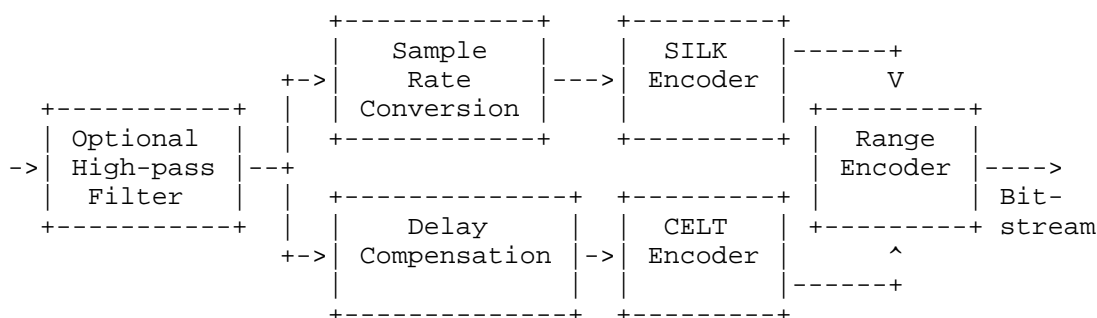 Sample
Rate
Conversion
SILK
Encoder
Optional
High-pass
Filter
Range
Encoder
Bit-
stream
Delay
Compensation
CELT
Encoder